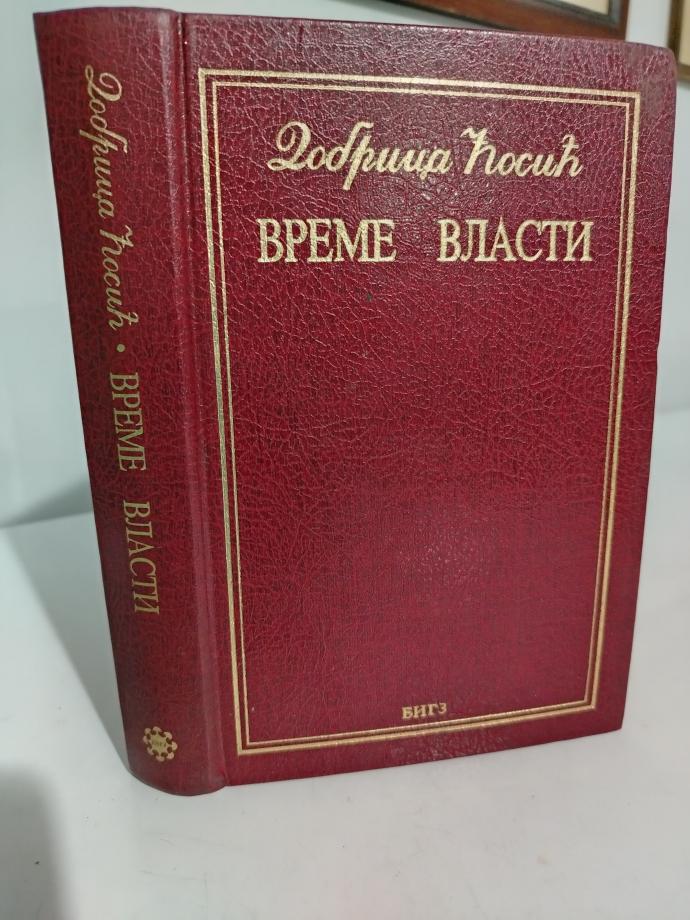 Добрица Ћосић • ВРЕМЕ ВЛАСТИ
Добрица Ћосић
ВРЕМЕ ВЛАСТИ
БИГЗ